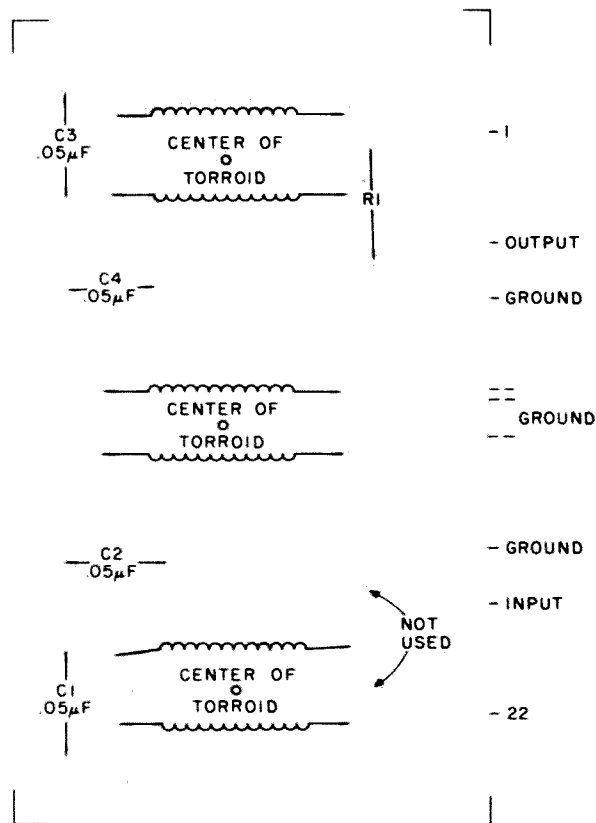 C3
.05μF
CENTER OF
TORROID
1
R1
OUTPUT
C4
.05μF
GROUND
CENTER OF
TORROID
GROUND
C2
.05μF
GROUND
INPUT
NOT
USED
CENTER OF
TORROID
C1
.05μF
22